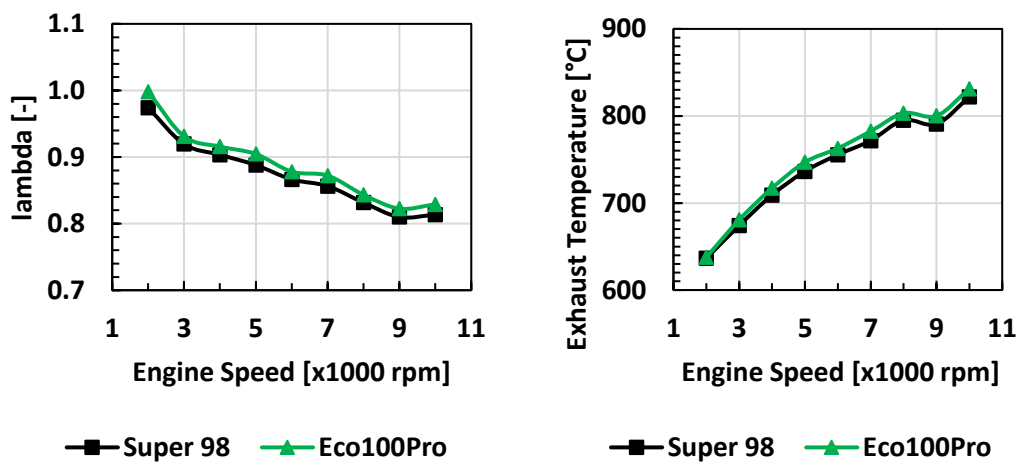 lambda [-]
1.1
1.0
0.9
0.8
0.7
1 3 5 7 9 11
Engine Speed [x1000 rpm]
Super 98 Eco100Pro
Exhaust Temperature [°C]
900
800
700
600
1 3 5 7 9 11
Engine Speed [x1000 rpm]
Super 98 Eco100Pro